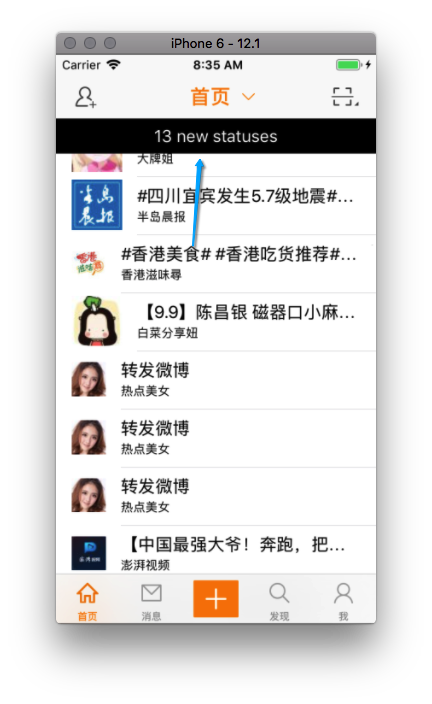 iPhone 6 - 12.1
Carrier 8:35 AM
首页
13 new statuses
大牌姐
半岛晨报
#四川宜宾发生5.7级地震#...
半岛晨报
#香港美食# #香港吃货推荐#...
香港滋味尋
【9.9】陈昌银 磁器口小麻...
白菜分享妞
转发微博
热点美女
转发微博
热点美女
转发微博
热点美女
【中国最强大爷！奔跑，把...
澎湃视频
首页 消息 发现 我